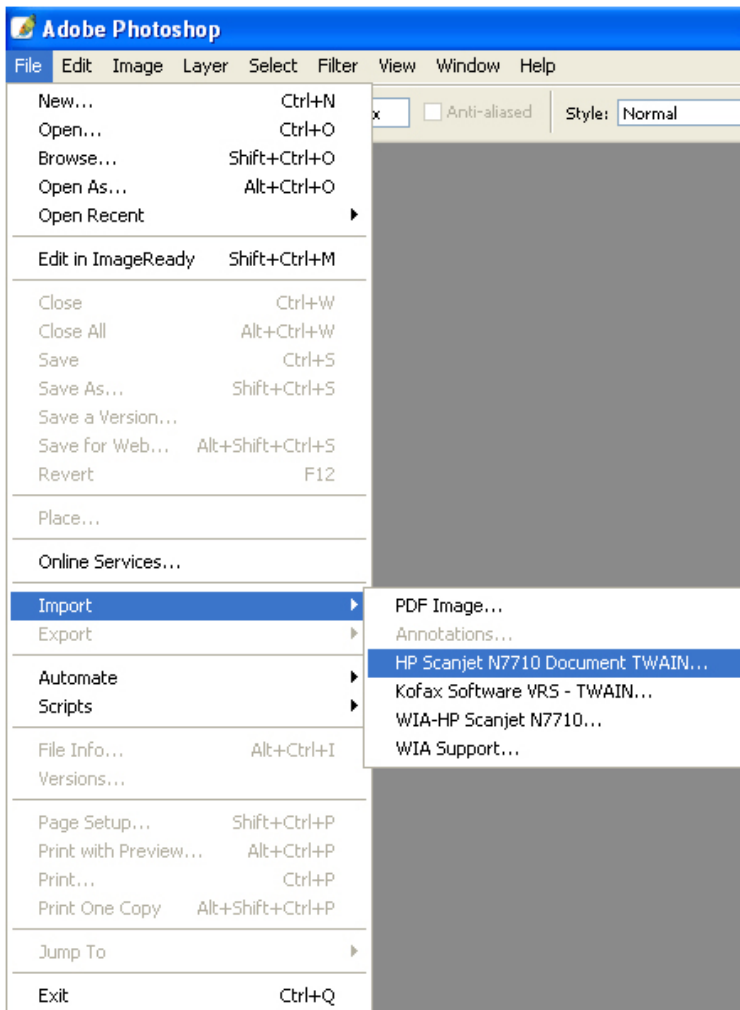 Adobe Photoshop
File Edit Image Layer Select Filter View Window Help
x Anti-aliased Style: Normal
New... Ctrl+N
Open... Ctrl+O
Browse... Shift+Ctrl+O
Open As... Alt+Ctrl+O
Open Recent
Edit in ImageReady Shift+Ctrl+M
Close Ctrl+W
Close All Alt+Ctrl+W
Save Ctrl+S
Save As... Shift+Ctrl+S
Save a Version...
Save for Web... Alt+Shift+Ctrl+S
Revert F12
Place...
Online Services...
Import
Export
Automate
Scripts
File Info... Alt+Ctrl+I
Versions...
Page Setup... Shift+Ctrl+P
Print with Preview... Alt+Ctrl+P
Print... Ctrl+P
Print One Copy Alt+Shift+Ctrl+P
Jump To
Exit Ctrl+Q
PDF Image...
Annotations...
HP Scanjet N7710 Document TWAIN...
Kofax Software VRS - TWAIN...
WIA-HP Scanjet N7710...
WIA Support...